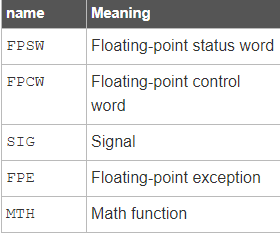 name Meaning
FPSW Floating-point status word
FPCW Floating-point control
word
SIG Signal
FPE Floating-point exception
MTH Math function